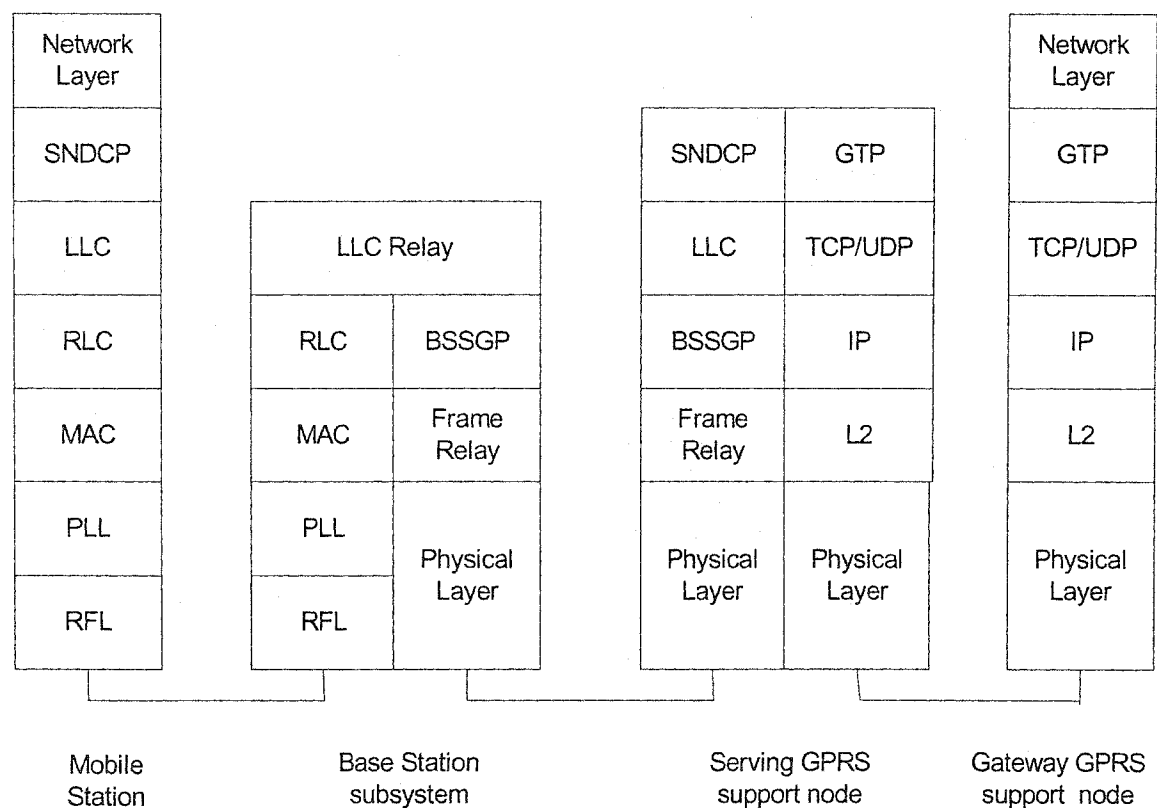 Network
Layer
Network
Layer
SNDCP
SNDCP
GTP
GTP
LLC
LLC Relay
LLC
TCP/UDP
TCP/UDP
RLC
RLC
BSSGP
BSSGP
IP
IP
MAC
MAC
Frame
Relay
Frame
Relay
L2
L2
PLL
PLL
Physical
Layer
Physical
Layer
Physical
Layer
Physical
Layer
RFL
RFL
Mobile
Station
Base Station
subsystem
Serving GPRS
support node
Gateway GPRS
support node